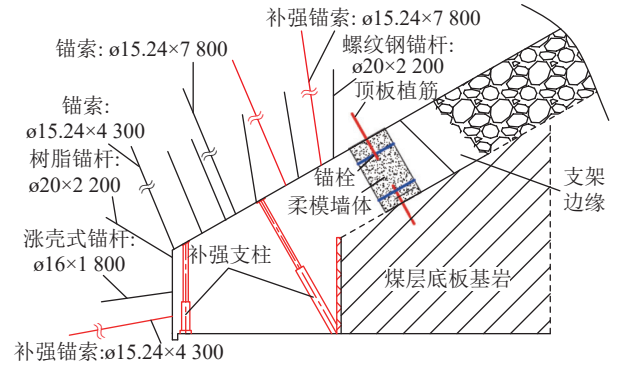 补强锚索: ø15.24×7 800
锚索: ø15.24×7 800
螺纹钢锚杆:
ø20×2 200
顶板植筋
锚索:
ø15.24×4 300
树脂锚杆:
ø20×2 200
锚栓
柔模墙体
支架
边缘
涨壳式锚杆:
ø16×1 800
补强支柱
煤层底板基岩
补强锚索:ø15.24×4 300